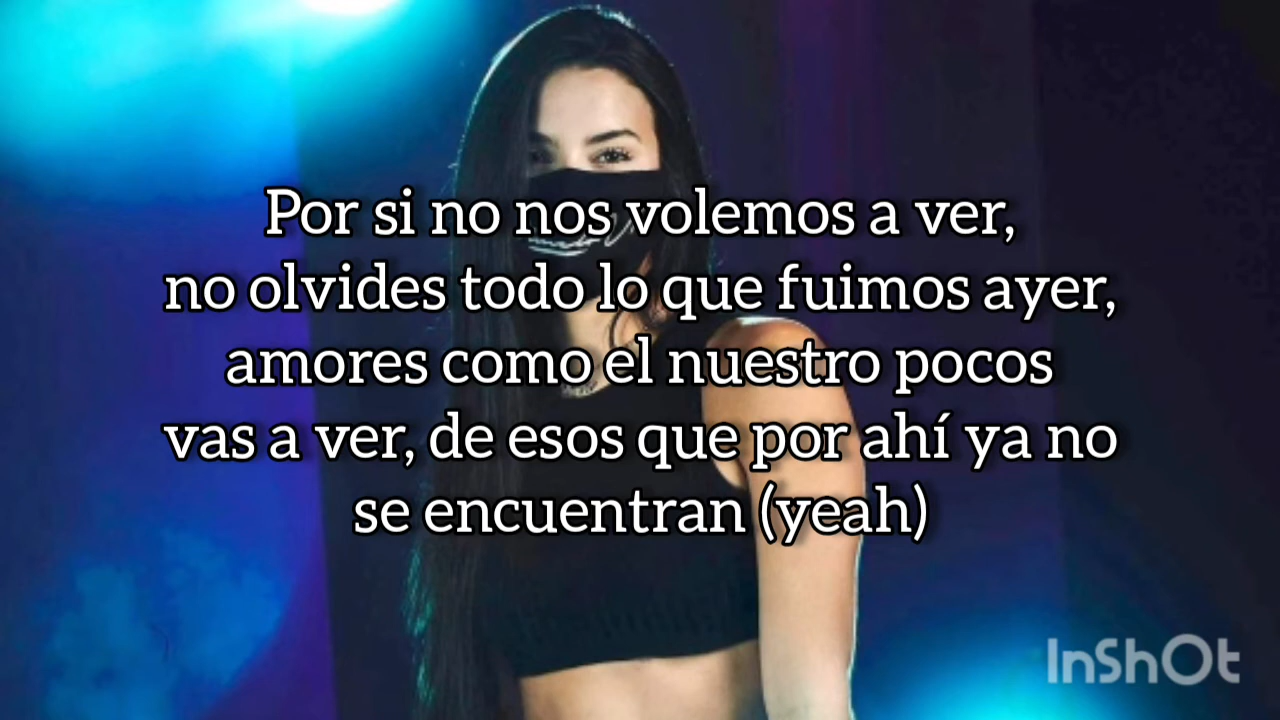 Por si no nos volemos a ver,
no olvides todo lo que fuimos ayer,
amores como el nuestro pocos
vas a ver, de esos que por ahí ya no
se encuentran (yeah)
InShOt